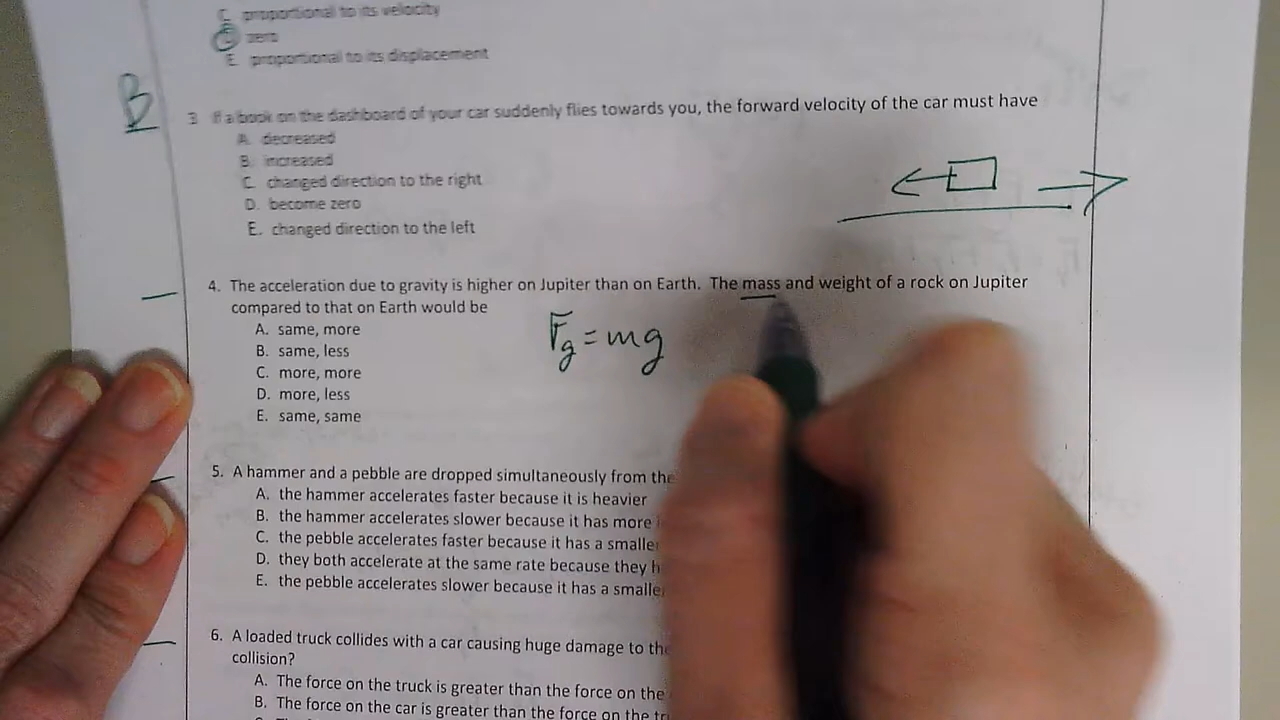 C. proportional to its velocity
zero
E. proportional to its displacement
B
3 If a book on the dashboard of your car suddenly flies towards you, the forward velocity of the car must have
A. decreased
B. increased
C. changed direction to the right
D. become zero
E. changed direction to the left
4. The acceleration due to gravity is higher on Jupiter than on Earth. The mass and weight of a rock on Jupiter
compared to that on Earth would be
A. same, more
B. same, less
C. more, more
D. more, less
E. same, same
Fg = mg
5. A hammer and a pebble are dropped simultaneously from the
A. the hammer accelerates faster because it is heavier
B. the hammer accelerates slower because it has more
C. the pebble accelerates faster because it has a smaller
D. they both accelerate at the same rate because they
E. the pebble accelerates slower because it has a smaller
6. A loaded truck collides with a car causing huge damage to the
collision?
A. The force on the truck is greater than the force on the
B. The force on the car is greater than the force on the